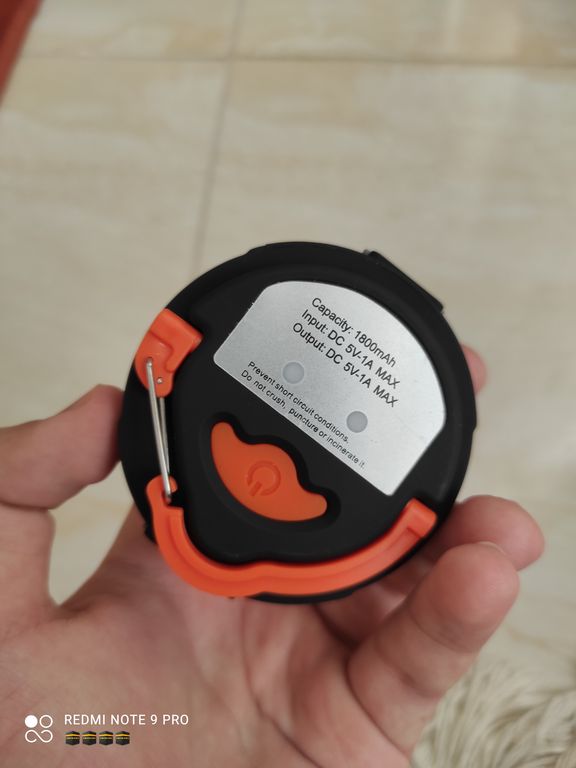 Capacity: 1800mAh
Input: DC 5V-1A MAX
Output: DC 5V-1A MAX
Prevent short circuit conditions.
Do not crush, puncture or incinerate it
REDMI NOTE 9 PRO